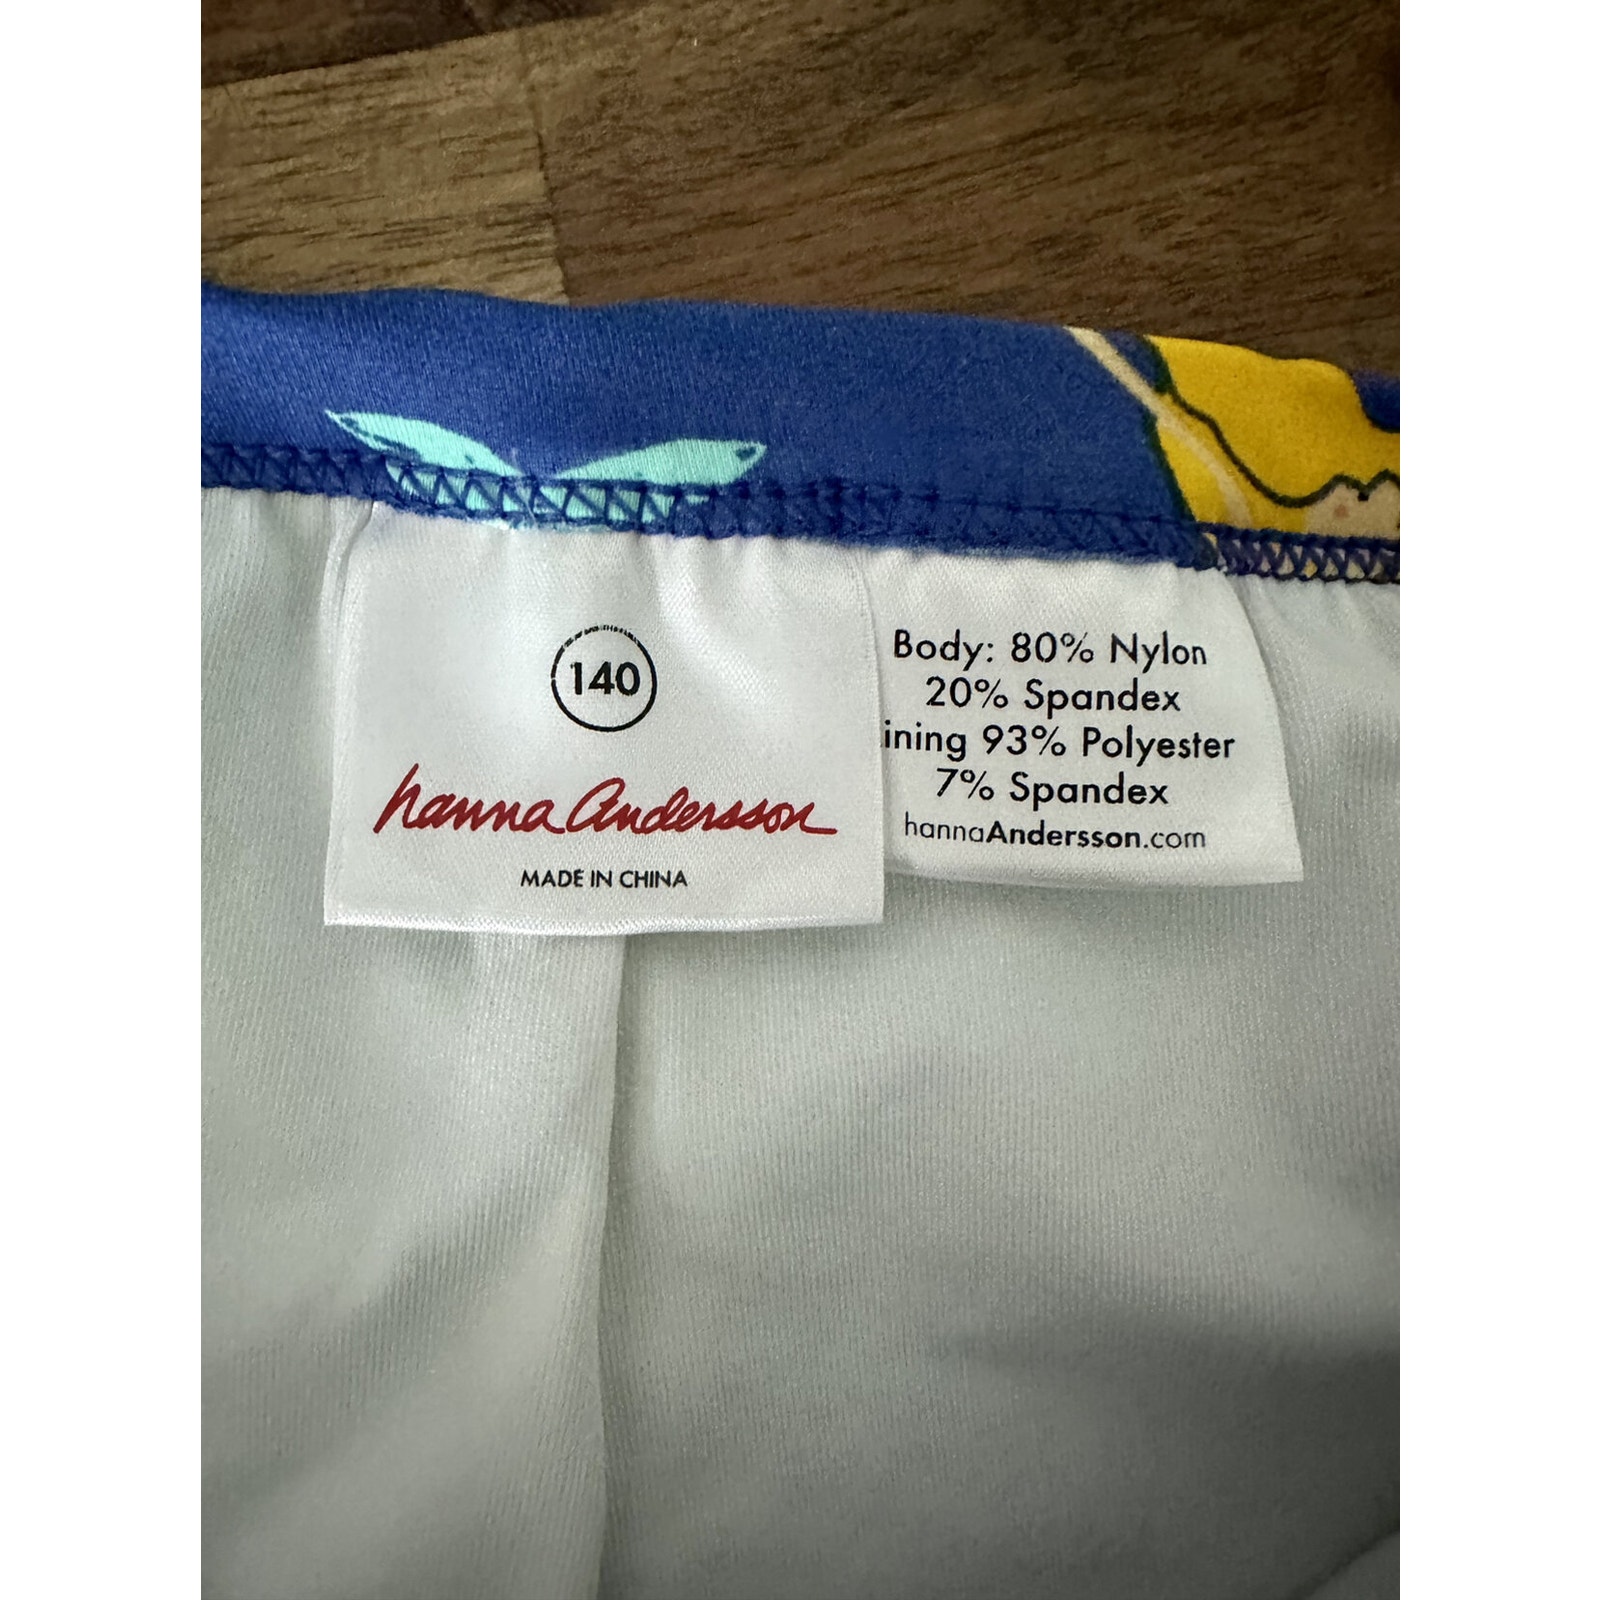 140
hanna Andersson
MADE IN CHINA
Body: 80% Nylon
20% Spandex
ining 93% Polyester
7% Spandex
hannaAndersson.com